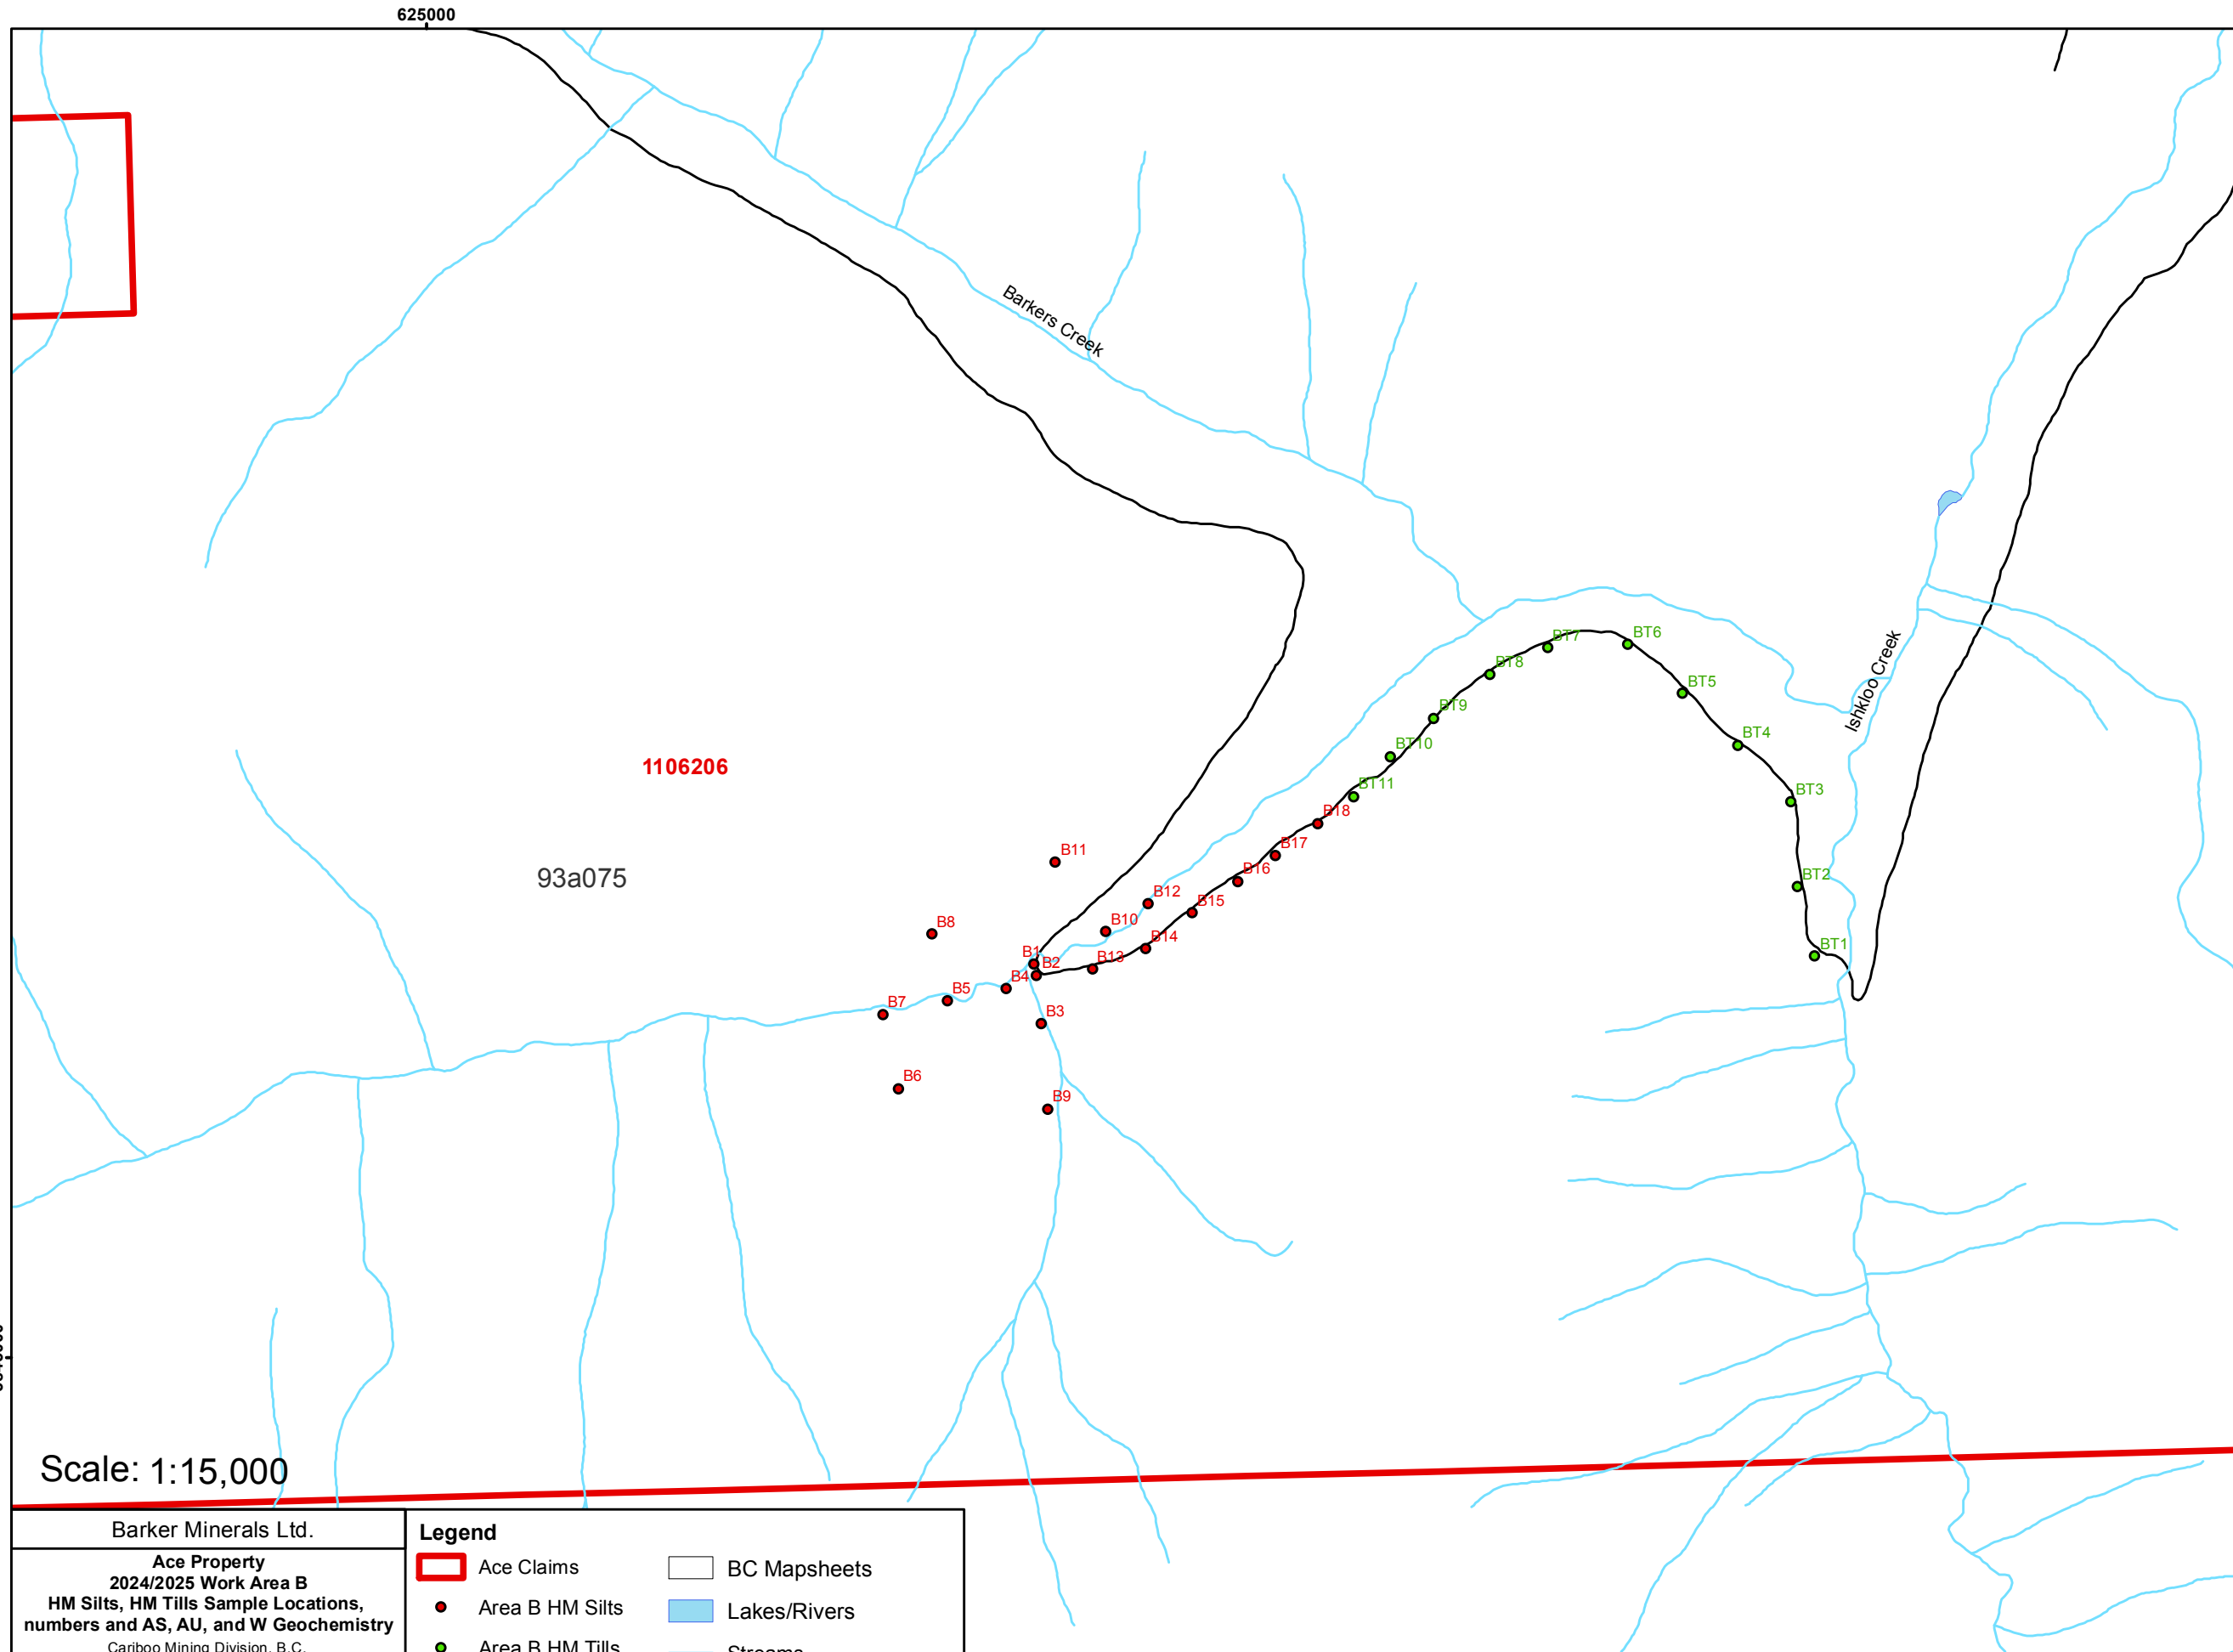 625000
Barkers Creek
Ishkloo Creek
BT7
BT6
BT8
BT5
BT9
BT4
BT10
1106206
BT11
BT3
B18
B17
B11
93a075
B16
BT2
B12
B15
B10
B8
B14
B1
B2
B13
BT1
B4
B5
B7
B3
B6
B9
Scale: 1:15,000
Barker Minerals Ltd.
Ace Property
2024/2025 Work Area B
HM Silts, HM Tills Sample Locations,
numbers and AS, AU, and W Geochemistry
Cariboo Mining Division, B.C.
Legend
Ace Claims
Area B HM Silts
Area B HM Tills
BC Mapsheets
Lakes/Rivers
Streams